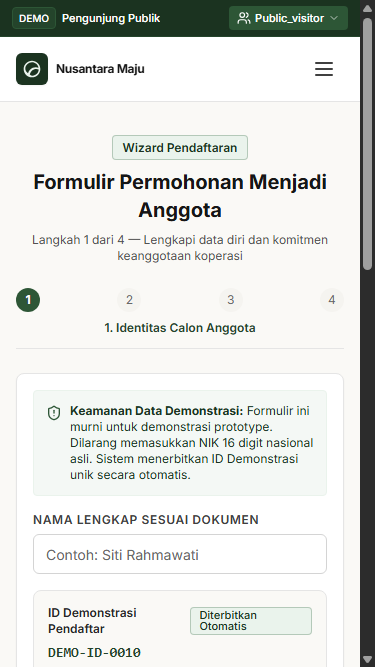 DEMO Pengunjung Publik Public_visitor
Nusantara Maju
Wizard Pendaftaran
Formulir Permohonan Menjadi
Anggota
Langkah 1 dari 4 — Lengkapi data diri dan komitmen
keanggotaan koperasi
1 2 3 4
1. Identitas Calon Anggota
Keamanan Data Demonstrasi: Formulir ini
murni untuk demonstrasi prototype.
Dilarang memasukkan NIK 16 digit nasional
asli. Sistem menerbitkan ID Demonstrasi
unik secara otomatis.
NAMA LENGKAP SESUAI DOKUMEN
Contoh: Siti Rahmawati
ID Demonstrasi
Pendaftar
Diterbitkan
Otomatis
DEMO-ID-0010